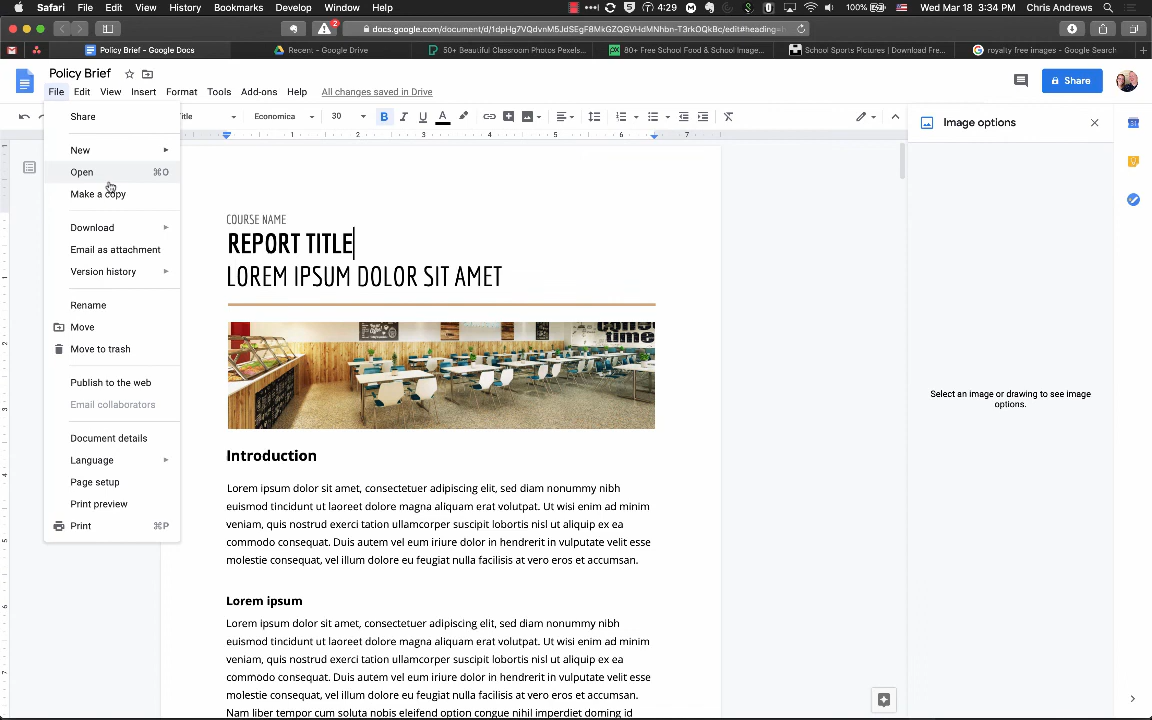 Safari File Edit View History Bookmarks Develop Window Help 4:29 100% Wed Mar 18 3:34 PM Chris Andrews
docs.google.com/document/d/1dpHg7VQdvnM5JdSEgF8MkGZQGVHdMNhbn-T3rkOQkBc/edit#heading=
Policy Brief - Google Docs
Recent - Google Drive
50+ Beautiful Classroom Photos Pexels...
80+ Free School Food & School Image...
School Sports Pictures | Download Fre...
royalty free images - Google Search
Policy Brief
File Edit View Insert Format Tools Add-ons Help All changes saved in Drive
Share
Title Economica 30 B I U A
1 2 3 4 5 6 7
Image options
Select an image or drawing to see image
options.
Share
New
Open ⌘O
Make a copy
Download
Email as attachment
Version history
Rename
Move
Move to trash
Publish to the web
Email collaborators
Document details
Language
Page setup
Print preview
Print ⌘P
COURSE NAME
REPORT TITLE
LOREM IPSUM DOLOR SIT AMET
time
Introduction
Lorem ipsum dolor sit amet, consectetuer adipiscing elit, sed diam nonummy nibh
euismod tincidunt ut laoreet dolore magna aliquam erat volutpat. Ut wisi enim ad minim
veniam, quis nostrud exerci tation ullamcorper suscipit lobortis nisl ut aliquip ex ea
commodo consequat. Duis autem vel eum iriure dolor in hendrerit in vulputate velit esse
molestie consequat, vel illum dolore eu feugiat nulla facilisis at vero eros et accumsan.
Lorem ipsum
Lorem ipsum dolor sit amet, consectetuer adipiscing elit, sed diam nonummy nibh
euismod tincidunt ut laoreet dolore magna aliquam erat volutpat. Ut wisi enim ad minim
veniam, quis nostrud exerci tation ullamcorper suscipit lobortis nisl ut aliquip ex ea
commodo consequat. Duis autem vel eum iriure dolor in hendrerit in vulputate velit esse
molestie consequat, vel illum dolore eu feugiat nulla facilisis at vero eros et accumsan.
Nam liber tempor cum soluta nobis eleifend option congue nihil imperdiet doming id